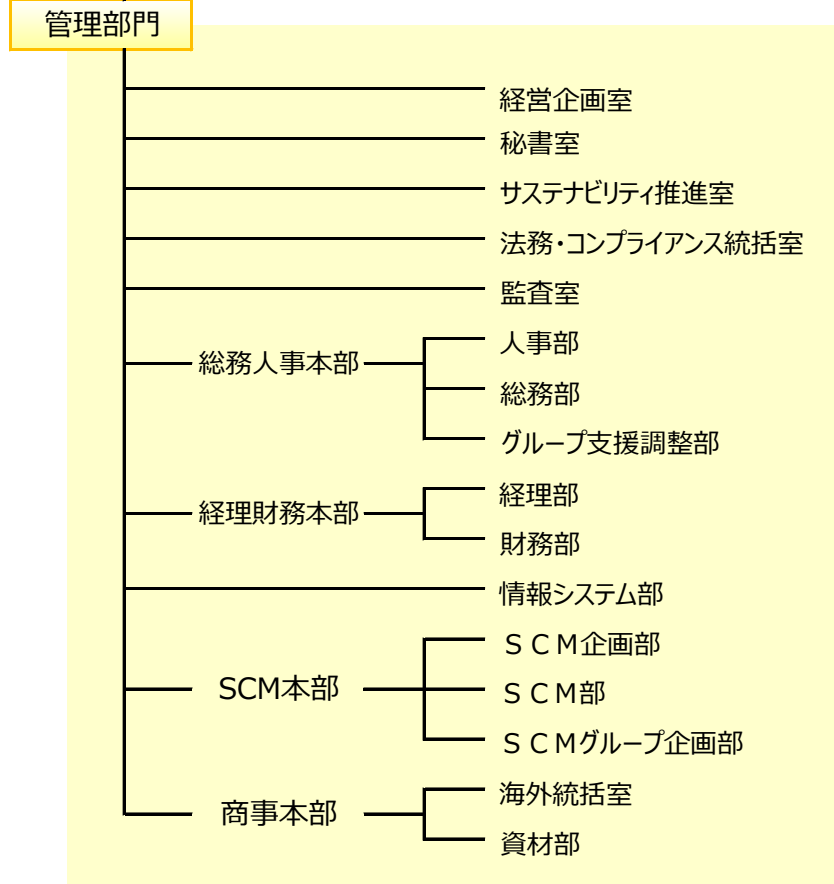 管理部門
経営企画室
秘書室
サステナビリティ推進室
法務・コンプライアンス統括室
監査室
総務人事本部
人事部
総務部
グループ支援調整部
経理財務本部
経理部
財務部
情報システム部
SCM本部
ＳＣＭ企画部
ＳＣＭ部
ＳＣＭグループ企画部
商事本部
海外統括室
資材部